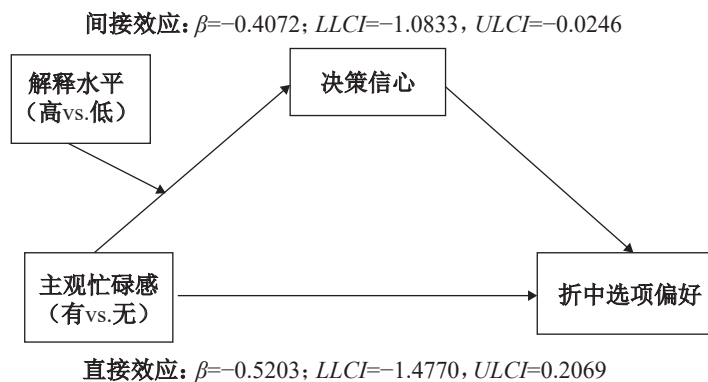 间接效应：β=−0.4072；LLCI=−1.0833，ULCI=−0.0246
解释水平
（高vs.低）
决策信心
主观忙碌感
（有vs.无）
折中选项偏好
直接效应：β=−0.5203；LLCI=−1.4770，ULCI=0.2069